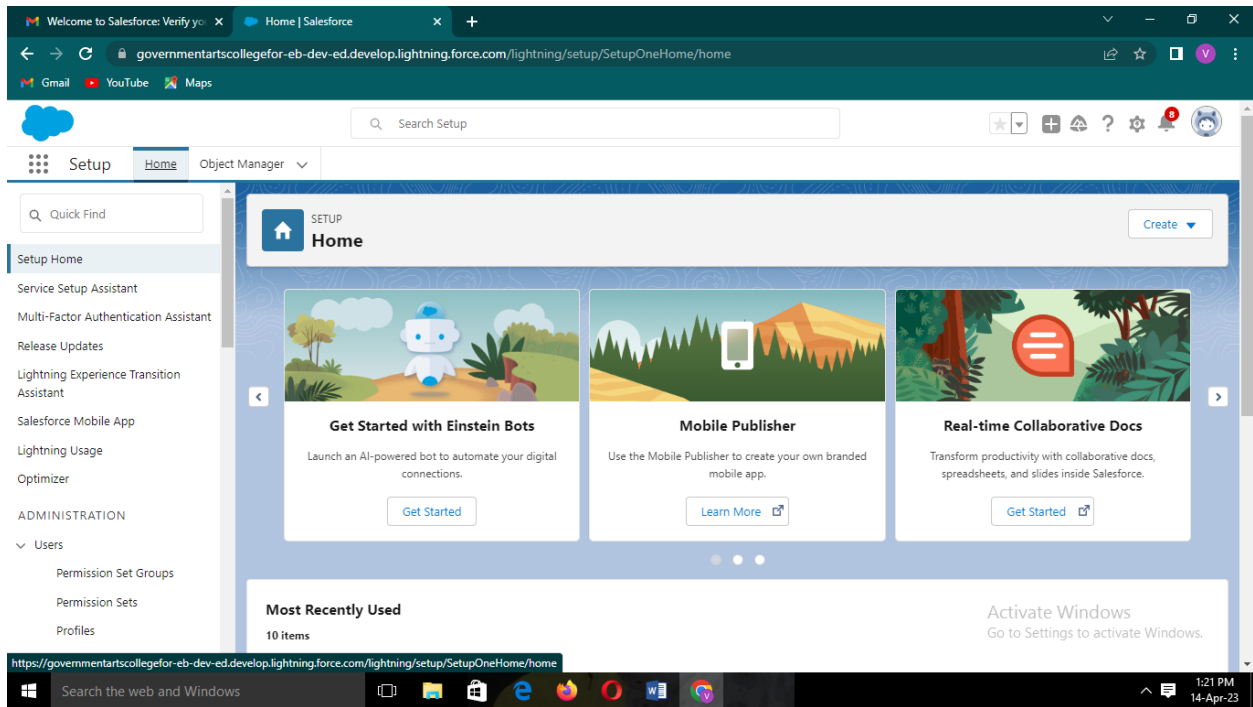 Welcome to Salesforce: Verify yo
Home | Salesforce
governmentartscollegefor-eb-dev-ed.develop.lightning.force.com/lightning/setup/SetupOneHome/home
V
Gmail YouTube Maps
Search Setup
8
Setup Home Object Manager
Quick Find
Setup Home
Service Setup Assistant
Multi-Factor Authentication Assistant
Release Updates
Lightning Experience Transition
Assistant
Salesforce Mobile App
Lightning Usage
Optimizer
ADMINISTRATION
Users
Permission Set Groups
Permission Sets
Profiles
SETUP
Home
Create
Get Started with Einstein Bots
Launch an AI-powered bot to automate your digital
connections.
Get Started
Mobile Publisher
Use the Mobile Publisher to create your own branded
mobile app.
Learn More
Real-time Collaborative Docs
Transform productivity with collaborative docs,
spreadsheets, and slides inside Salesforce.
Get Started
Most Recently Used
10 items
Activate Windows
Go to Settings to activate Windows.
https://governmentartscollegefor-eb-dev-ed.develop.lightning.force.com/lightning/setup/SetupOneHome/home
Search the web and Windows
1:21 PM
14-Apr-23